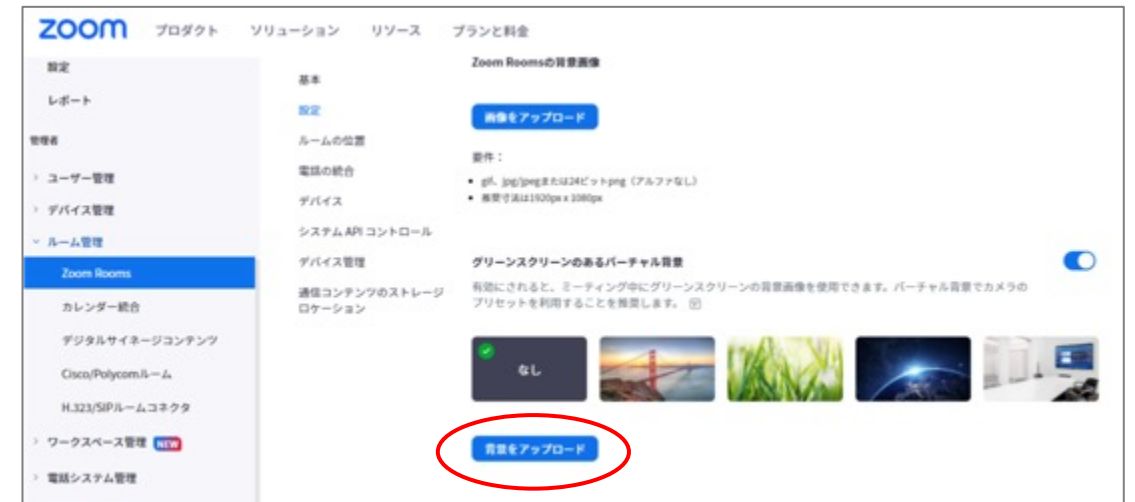 zoom プロダクト ソリューション リソース プランと料金
設定
レポート
管理者
ユーザー管理
デバイス管理
ルーム管理
Zoom Rooms
カレンダー統合
デジタルサイネージコンテンツ
Cisco/Polycomルーム
H.323/SIPルームコネクタ
ワークスペース管理 NEW
電話システム管理
基本
設定
ルームの位置
電話の統合
デバイス
システム API コントロール
デバイス管理
通信コンテンツのストレージ
ロケーション
Zoom Roomsの背景画像
画像をアップロード
要件：
gif、jpg/jpegまたは24ビットpng（アルファなし）
推奨寸法は1920px x 1080px
グリーンスクリーンのあるバーチャル背景
有効にされると、ミーティング中にグリーンスクリーンの背景画像を使用できます。バーチャル背景でカメラの
プリセットを利用することを推奨します。
なし
背景をアップロード